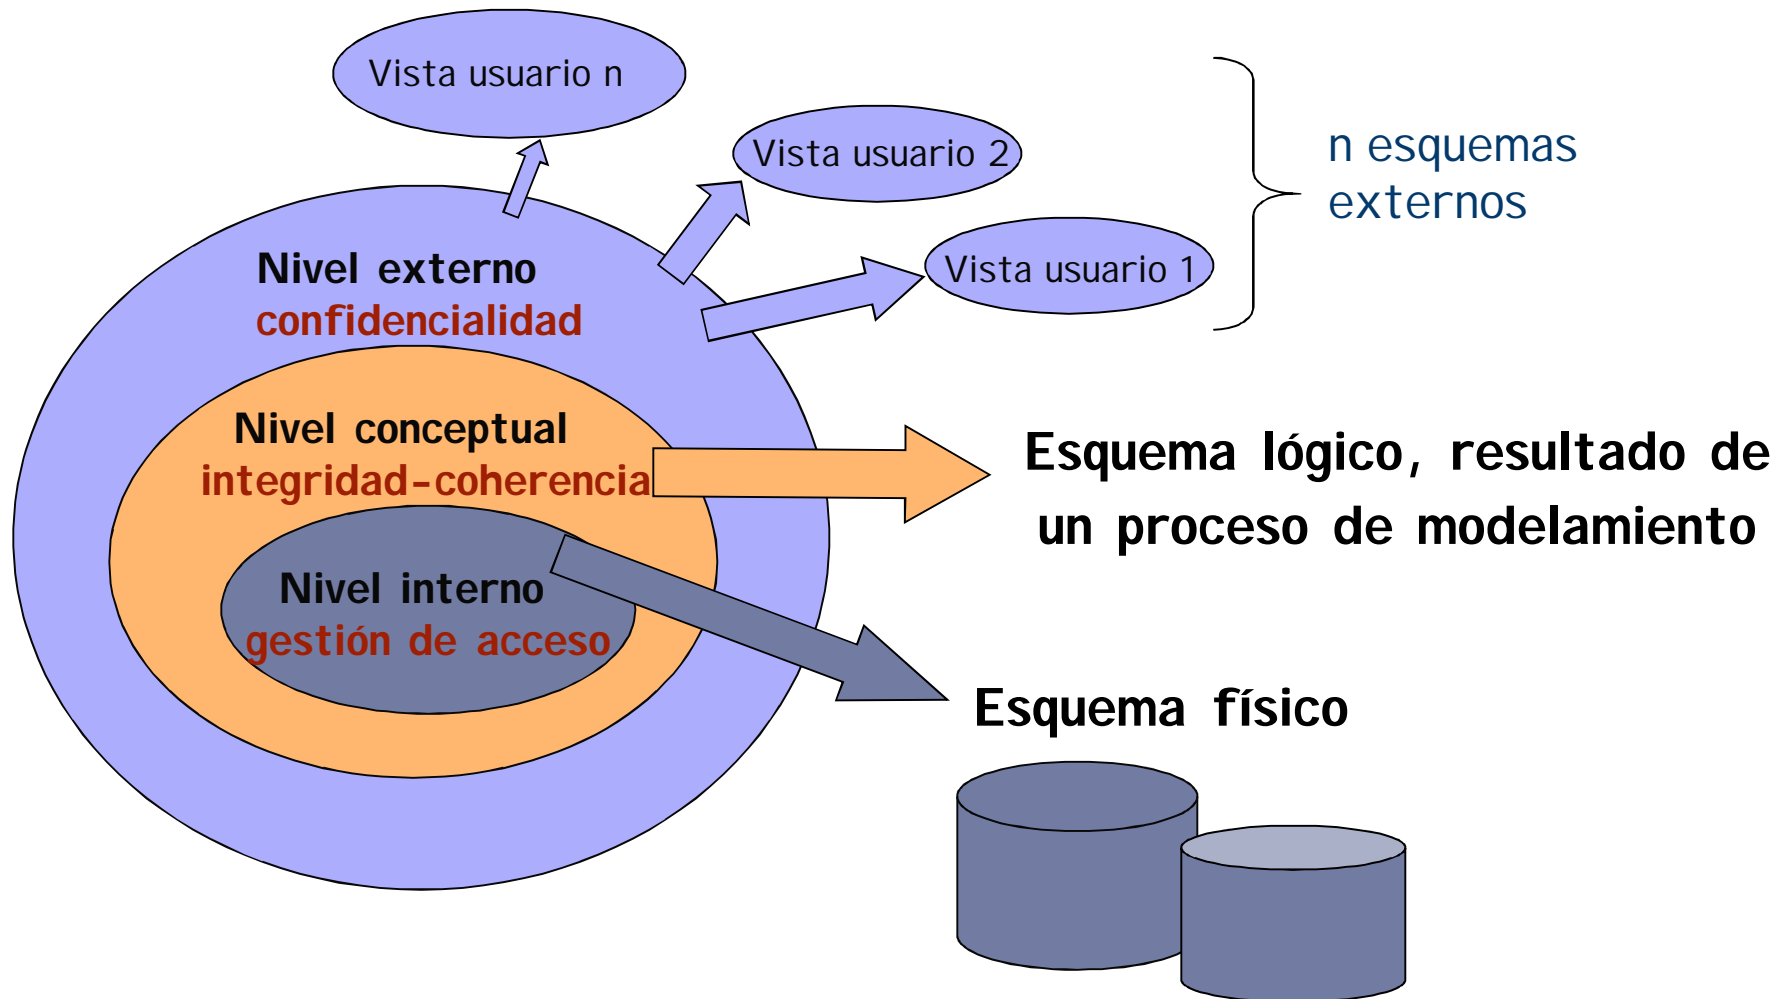 Vista usuario n
Vista usuario 2
Vista usuario 1
n esquemas
externos
Nivel externo
confidencialidad
Nivel conceptual
integridad-coherencia
Esquema lógico, resultado de
un proceso de modelamiento
Nivel interno
gestión de acceso
Esquema físico